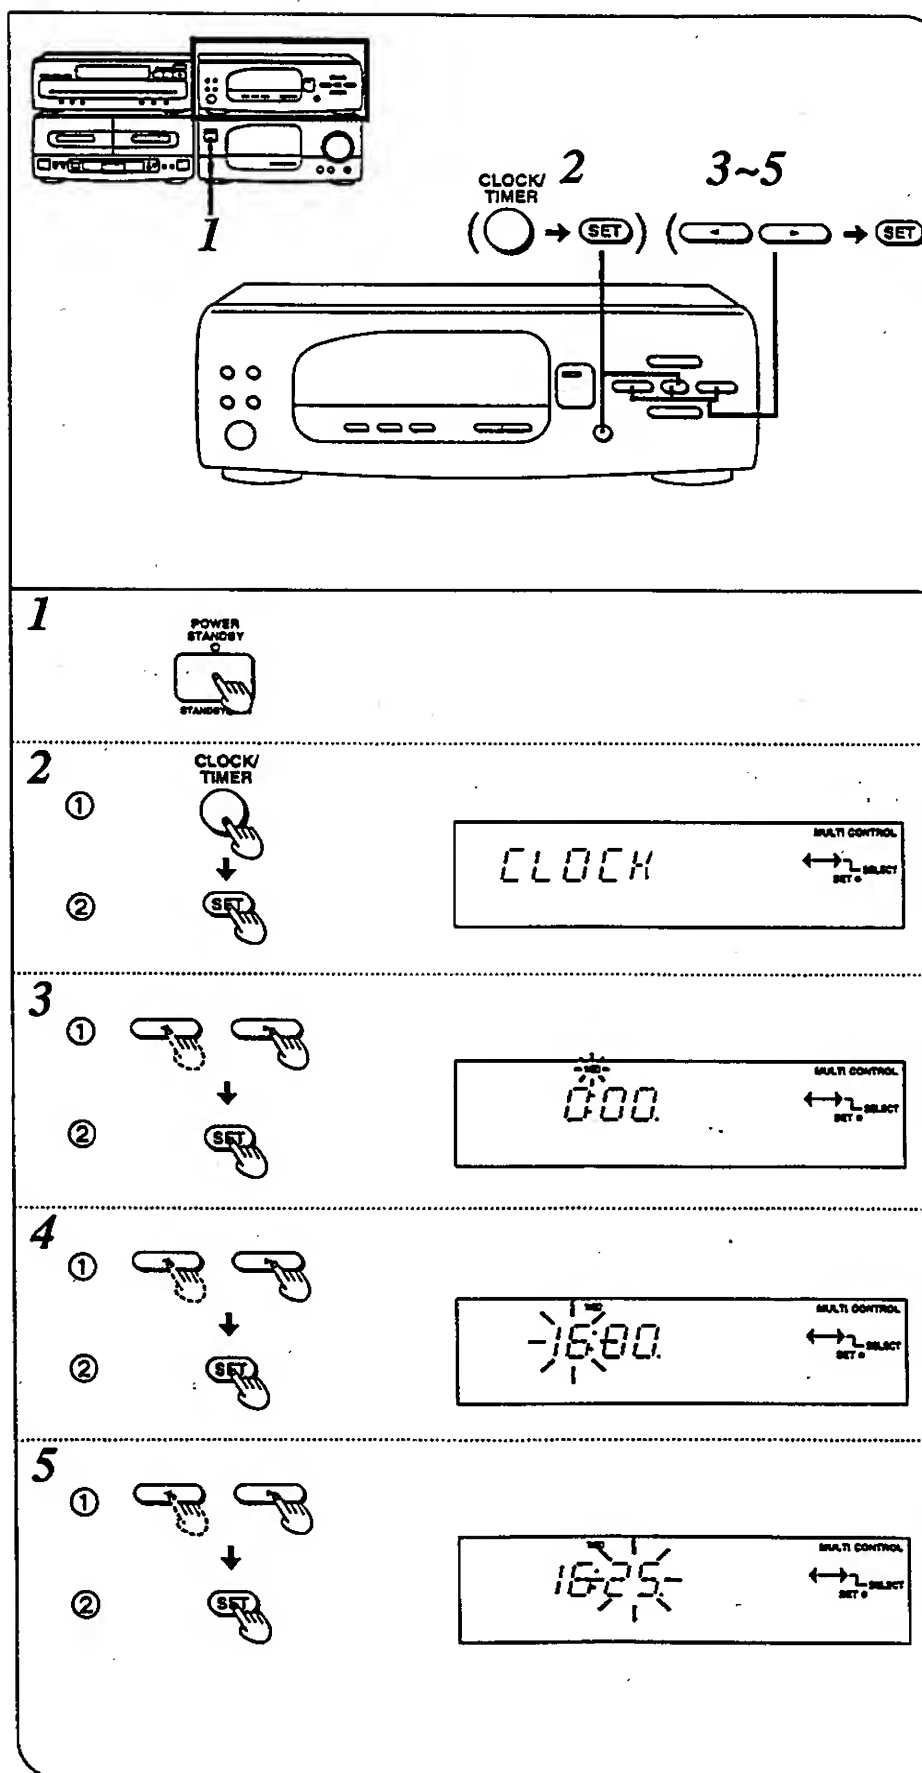 1
CLOCK/
TIMER
2
3~5
( → SET ) ( ◄ ► → SET
1
POWER
STANDBY
2
CLOCK/
TIMER
①
②
SET
CLOCK
MULTI CONTROL
SELECT
SET
3
①
②
SET
0:00.
MULTI CONTROL
SELECT
SET
4
①
②
SET
16:00.
MULTI CONTROL
SELECT
SET
5
①
②
SET
16:25.
MULTI CONTROL
SELECT
SET